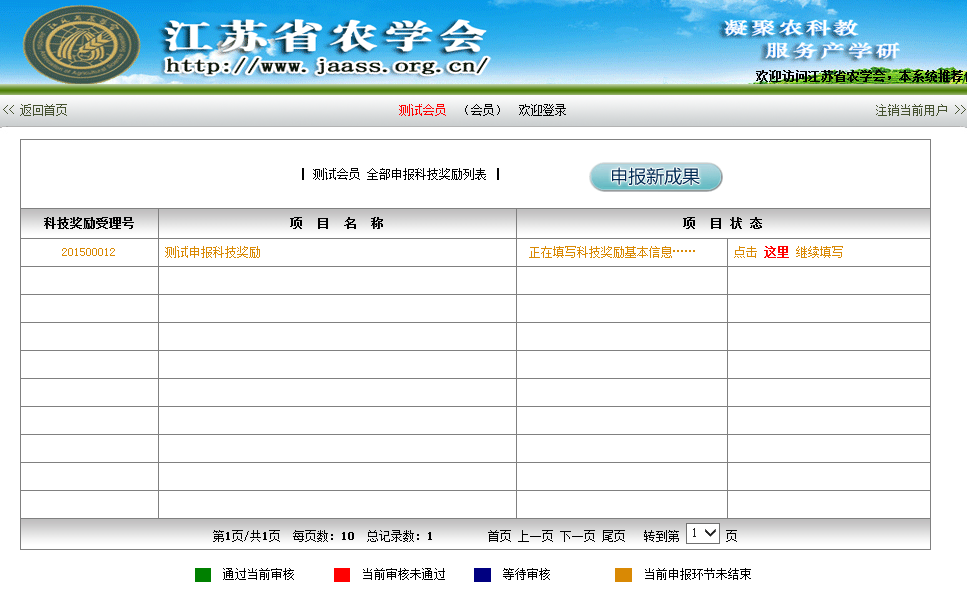 江苏省农学会
http://www.jaass.org.cn/
凝聚农科教
服务产学研
欢迎访问江苏省农学会，本系统推荐
<< 返回首页 测试会员 （会员） 欢迎登录 注销当前用户 >>
┃ 测试会员 全部申报科技奖励列表 ┃ 申报新成果
科技奖励受理号 项 目 名 称 项 目 状 态
201500012 测试申报科技奖励 正在填写科技奖励基本信息…… 点击 这里 继续填写
第1页/共1页 每页数：10 总记录数：1 首页 上一页 下一页 尾页 转到第 1 页
通过当前审核 当前审核未通过 等待审核 当前申报环节未结束